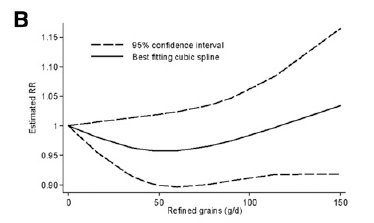 B
1.15
1.10
1.05
1
0.95
0.90
Estimated RR
95% confidence interval
Best fitting cubic spline
0
50
100
150
Refined grains (g/d)